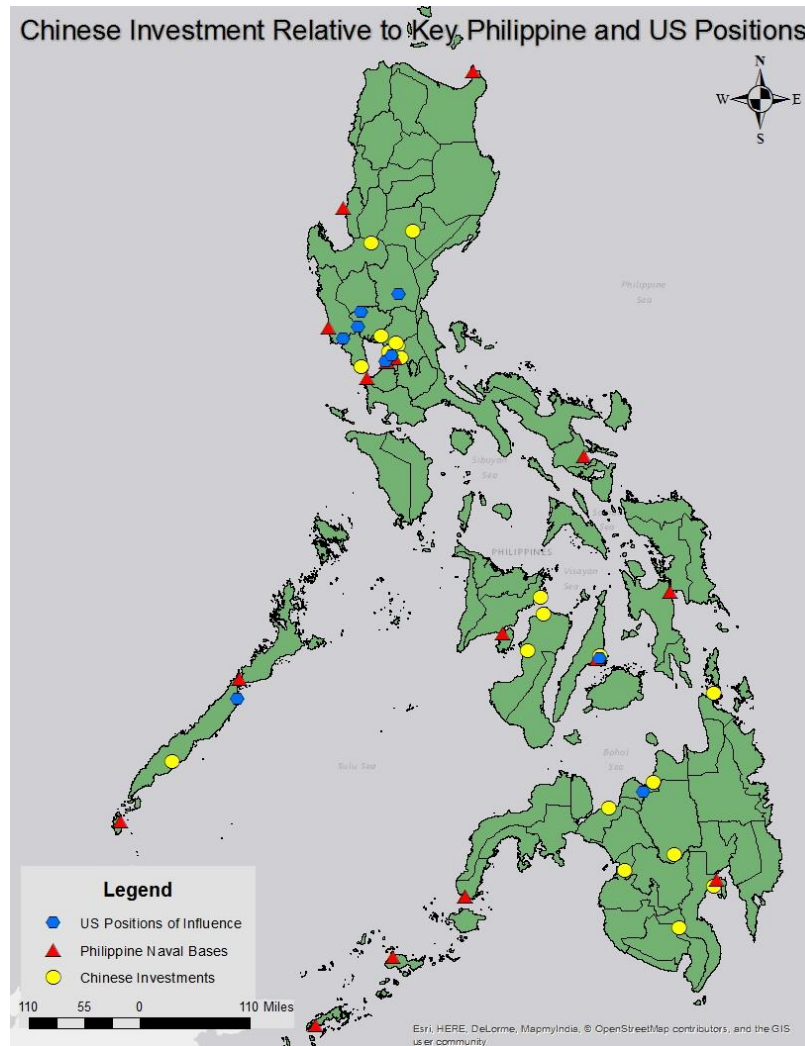 Chinese Investment Relative to Key Philippine and US Positions
N
W E
S
Philippine
Sea
Sibuyan
Sea
Sea
PHILIPPINES
Visayan
Sea
Bohol
Sea
Sulu Sea
Legend
US Positions of Influence
Philippine Naval Bases
Chinese Investments
110 55 0 110 Miles
Esri, HERE, DeLorme, MapmyIndia, © OpenStreetMap contributors, and the GIS
user community